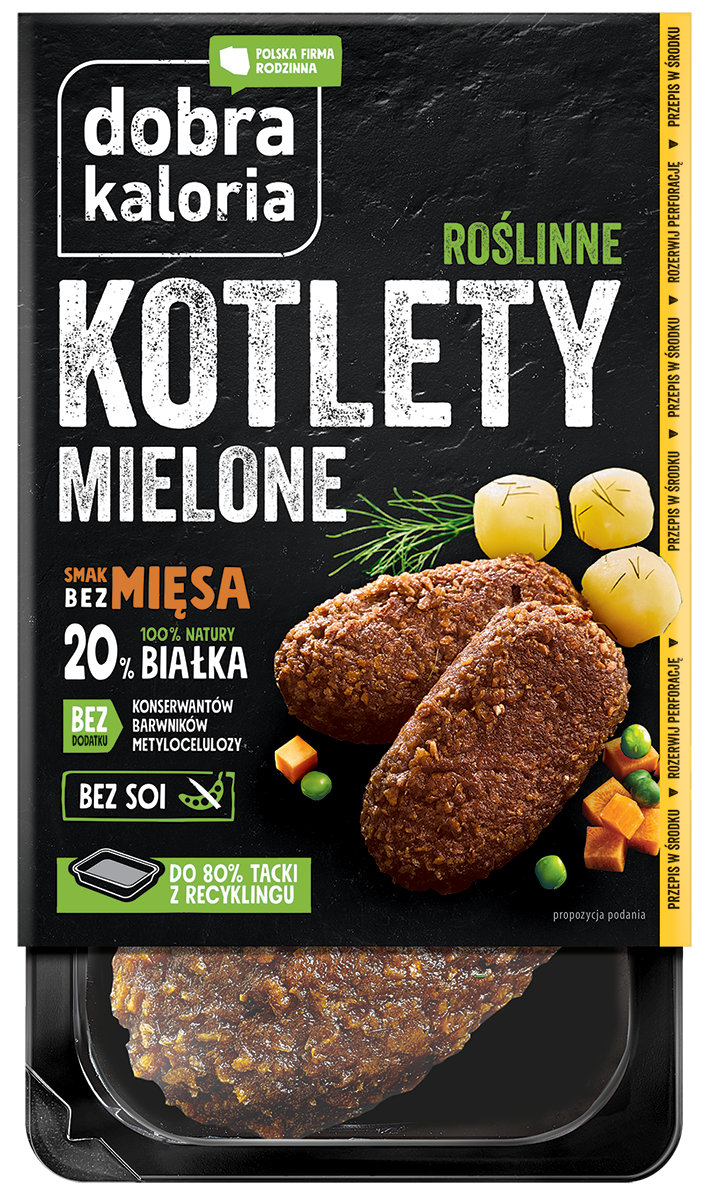 POLSKA FIRMA
RODZINNA
dobra
kaloria
ROŚLINNE
KOTLETY
MIELONE
SMAK
BEZ MIĘSA
100% NATURY
20% BIAŁKA
BEZ
DODATKU
KONSERWANTÓW
BARWNIKÓW
METYLOCELULOZY
BEZ SOI
DO 80% TACKI
Z RECYKLINGU
propozycja podania
PRZEPIS W ŚRODKU ▼ ROZERWIJ PERFORACJĘ ▼ PRZEPIS W ŚRODKU ▼ PRZEPIS W ŚRODKU ▼ ROZERWIJ PERFORACJĘ ▼ PRZEPIS W ŚRODKU